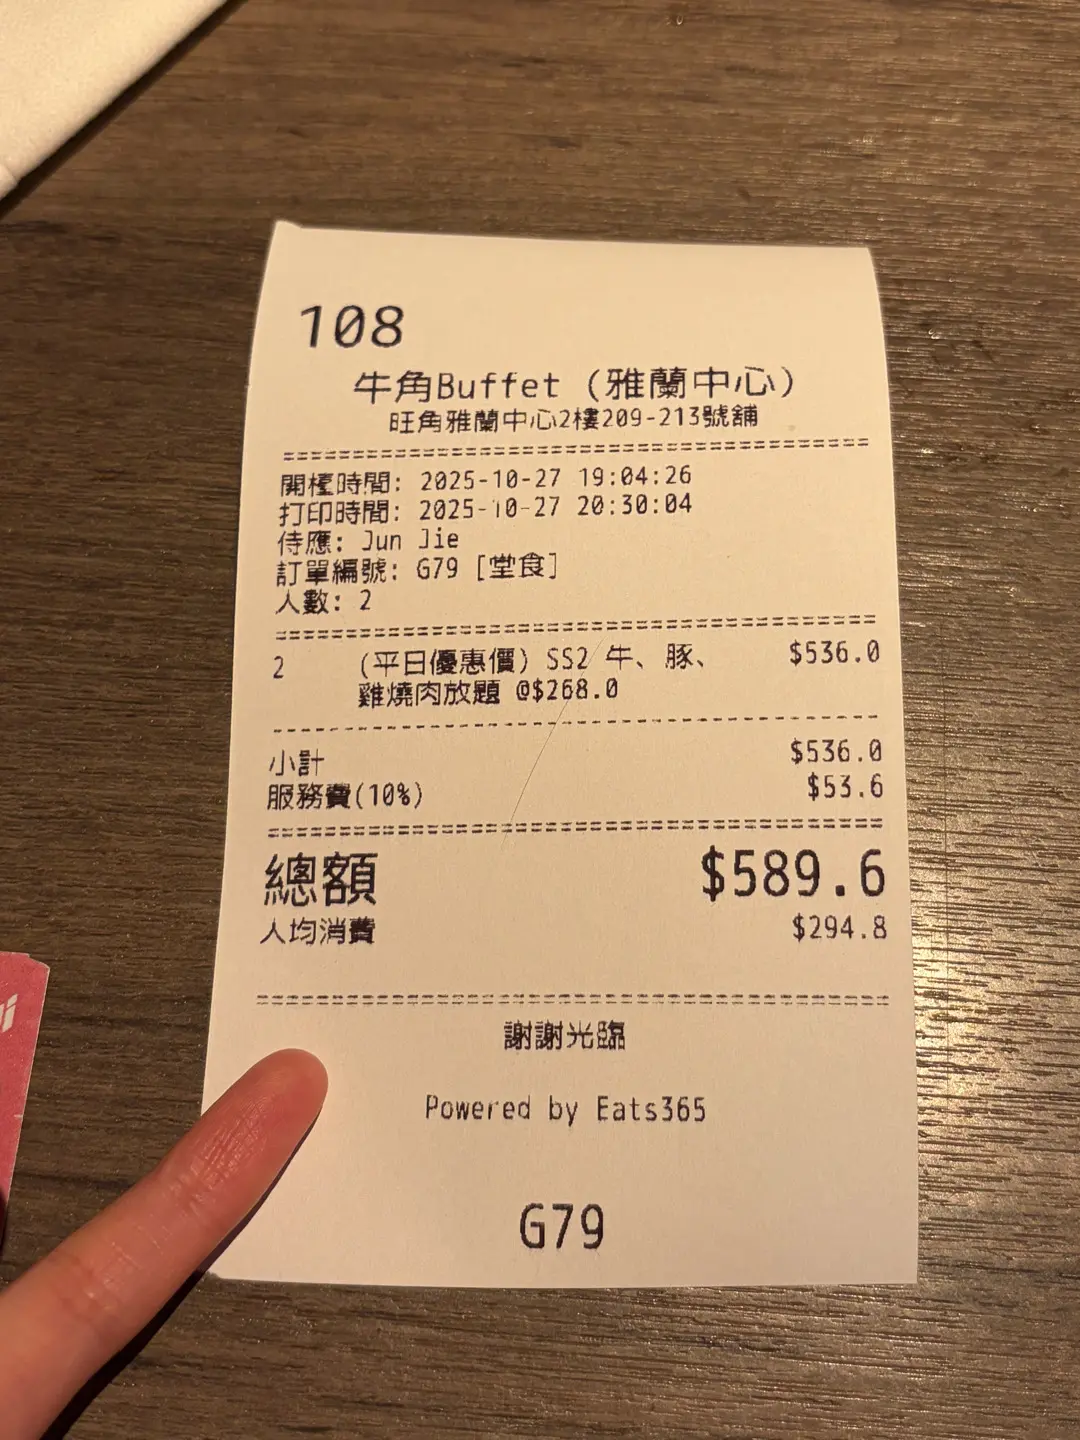 108
牛角Buffet (雅蘭中心)
旺角雅蘭中心2樓209-213號舖
開檯時間: 2025-10-27 19:04:26
打印時間: 2025-10-27 20:30:04
侍應: Jun Jie
訂單編號: G79 [堂食]
人數: 2
2 (平日優惠價) SS2 牛、豚、 $536.0
雞燒肉放題 @$268.0
小計 $536.0
服務費(10%) $53.6
總額 $589.6
人均消費 $294.8
謝謝光臨
Powered by Eats365
G79